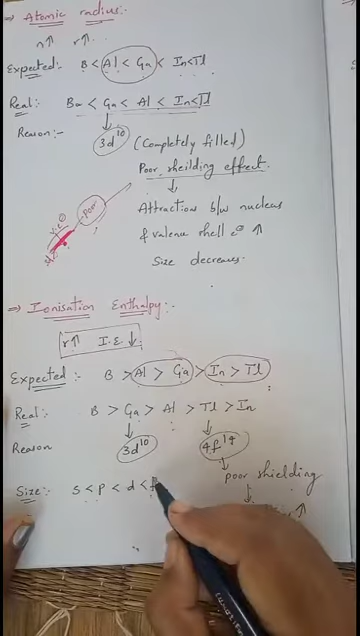 ⇒ Atomic radius:
n↑ r↑
Expected: B < Al < Ga < In < Tl
Real: B < Ga < Al < In < Tl
Reason:- 3d¹⁰ (Completely filled)
Poor sheilding effect.
↓
Poor
Attraction b/w nucleus
& valence shell e⊖ ↑
Size decreases.
⇒ Ionisation Enthalpy:-
r↑ I.E.↓
Expected:- B > Al > Ga > In > Tl
Real: B > Ga > Al > Tl > In
Reason 3d¹⁰ 4f¹⁴
poor shielding
Size: s < p < d < f